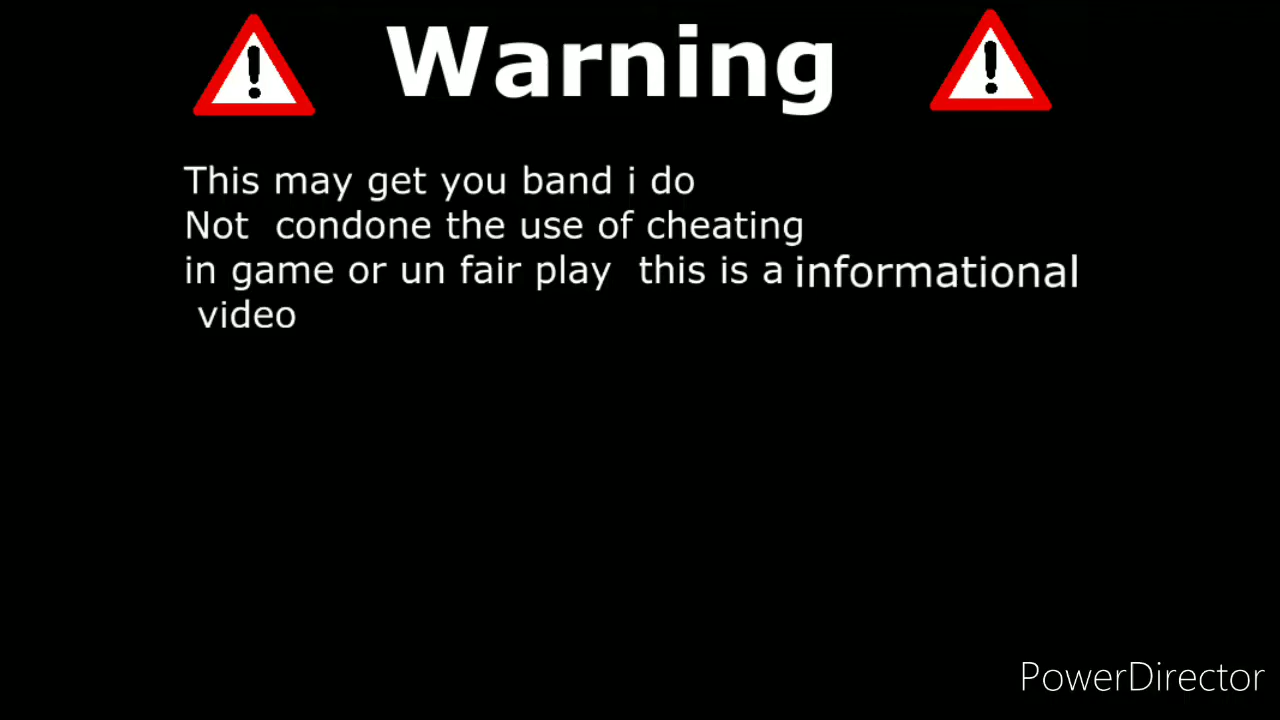 Warning
This may get you band i do
Not  condone the use of cheating
in game or un fair play  this is a informational
video
PowerDirector